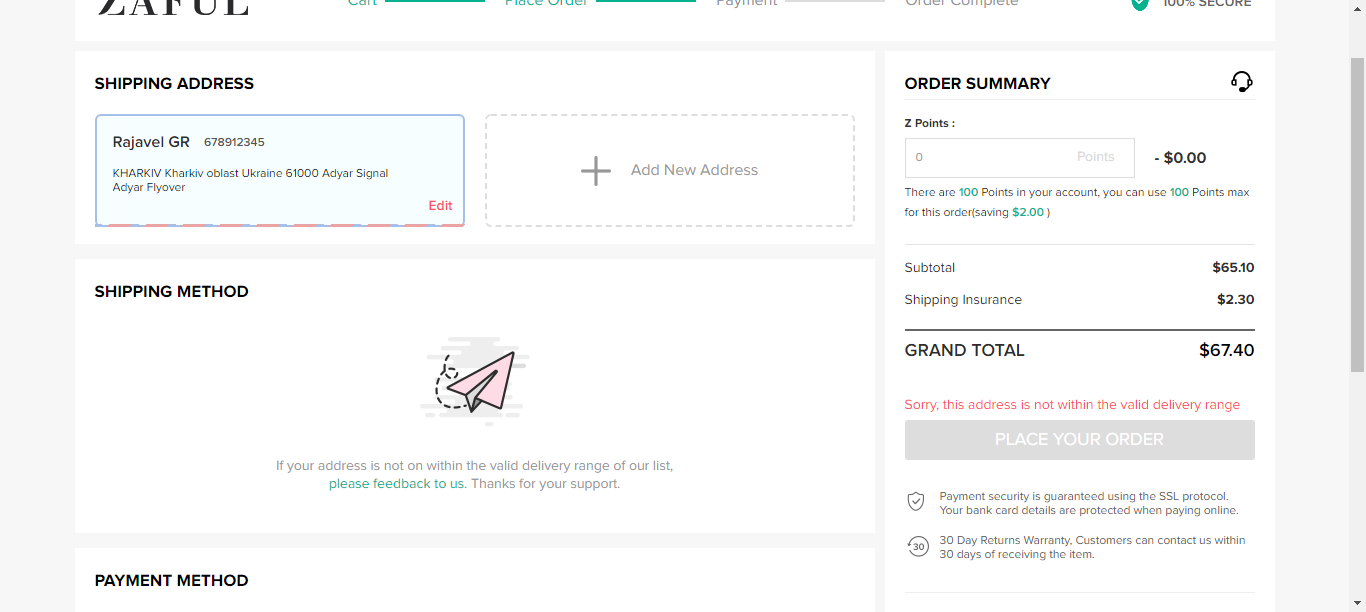 ZAFUL
Cart
Place Order
Payment
Order Complete
100% SECURE
SHIPPING ADDRESS
Rajavel GR 678912345
KHARKIV Kharkiv oblast Ukraine 61000 Adyar Signal
Adyar Flyover
Edit
Add New Address
SHIPPING METHOD
If your address is not on within the valid delivery range of our list,
please feedback to us. Thanks for your support.
PAYMENT METHOD
ORDER SUMMARY
Z Points :
0 Points - $0.00
There are 100 Points in your account, you can use 100 Points max
for this order(saving $2.00 )
Subtotal $65.10
Shipping Insurance $2.30
GRAND TOTAL $67.40
Sorry, this address is not within the valid delivery range
PLACE YOUR ORDER
Payment security is guaranteed using the SSL protocol.
Your bank card details are protected when paying online.
30
30 Day Returns Warranty, Customers can contact us within
30 days of receiving the item.